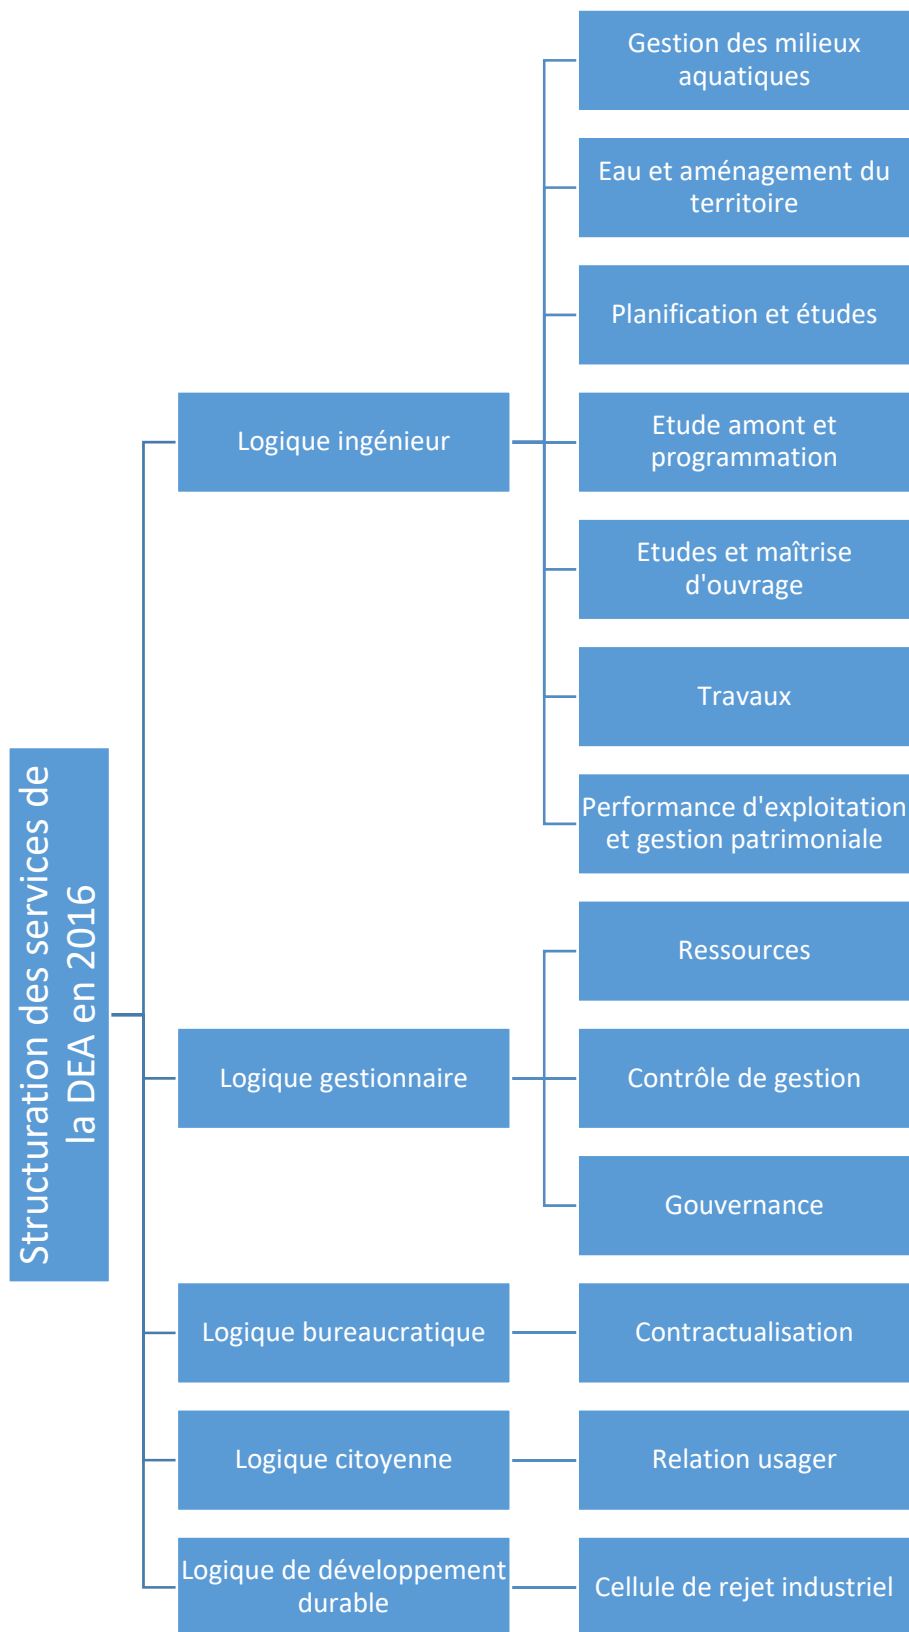 Structuration des services de
la DEA en 2016
Logique ingénieur
Gestion des milieux
aquatiques
Eau et aménagement du
territoire
Planification et études
Etude amont et
programmation
Etudes et maîtrise
d'ouvrage
Travaux
Performance d'exploitation
et gestion patrimoniale
Logique gestionnaire
Ressources
Contrôle de gestion
Gouvernance
Logique bureaucratique
Contractualisation
Logique citoyenne
Relation usager
Logique de développement
durable
Cellule de rejet industriel